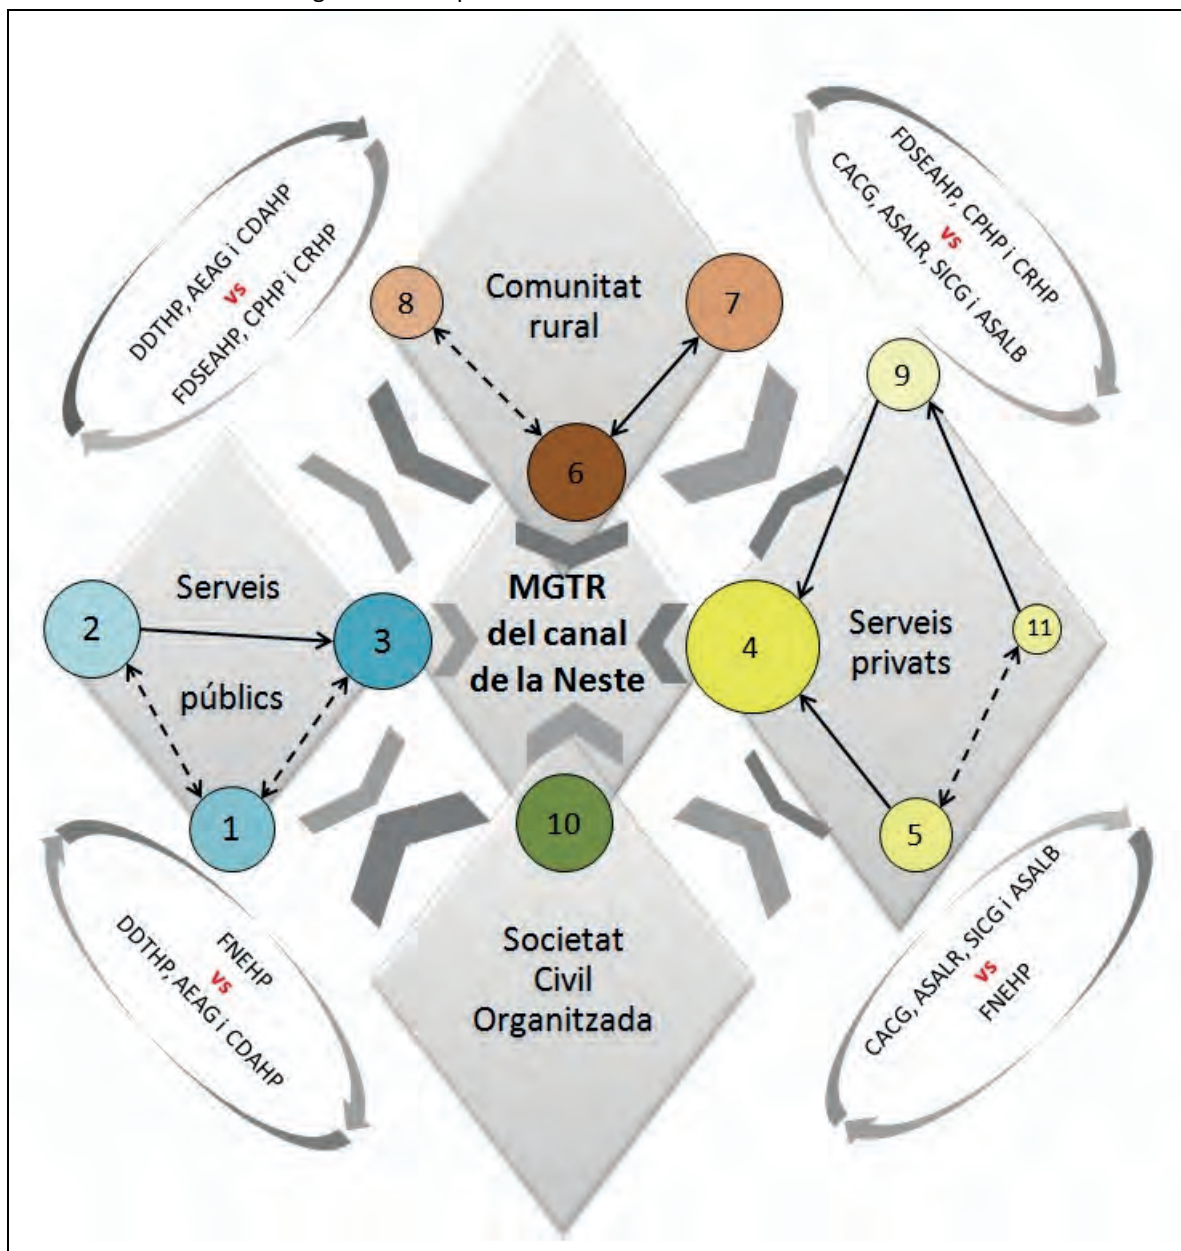 DDTHP, AEAG i CDAHP
vs
FDSEAHP, CPHP i CRHP
FDSEAHP, CPHP i CRHP
vs
CACG, ASALR, SICG i ASALB
8
Comunitat
rural
7
9
6
2
Serveis
públics
3
1
MGTR
del canal
de la Neste
4
Serveis
privats
11
5
10
Societat
Civil
Organitzada
FNEHP
vs
DDTHP, AEAG i CDAHP
CACG, ASALR, SICG i ASALB
vs
FNEHP